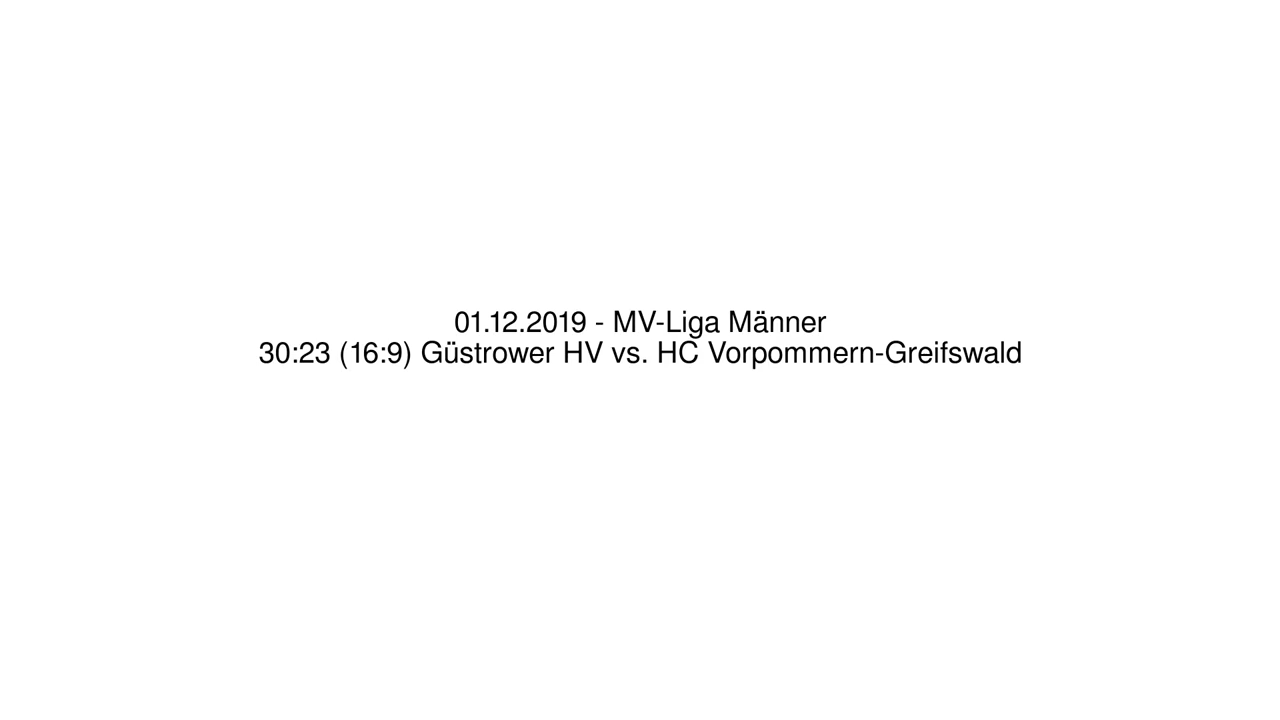 01.12.2019 - MV-Liga Männer
30:23 (16:9) Güstrower HV vs. HC Vorpommern-Greifswald